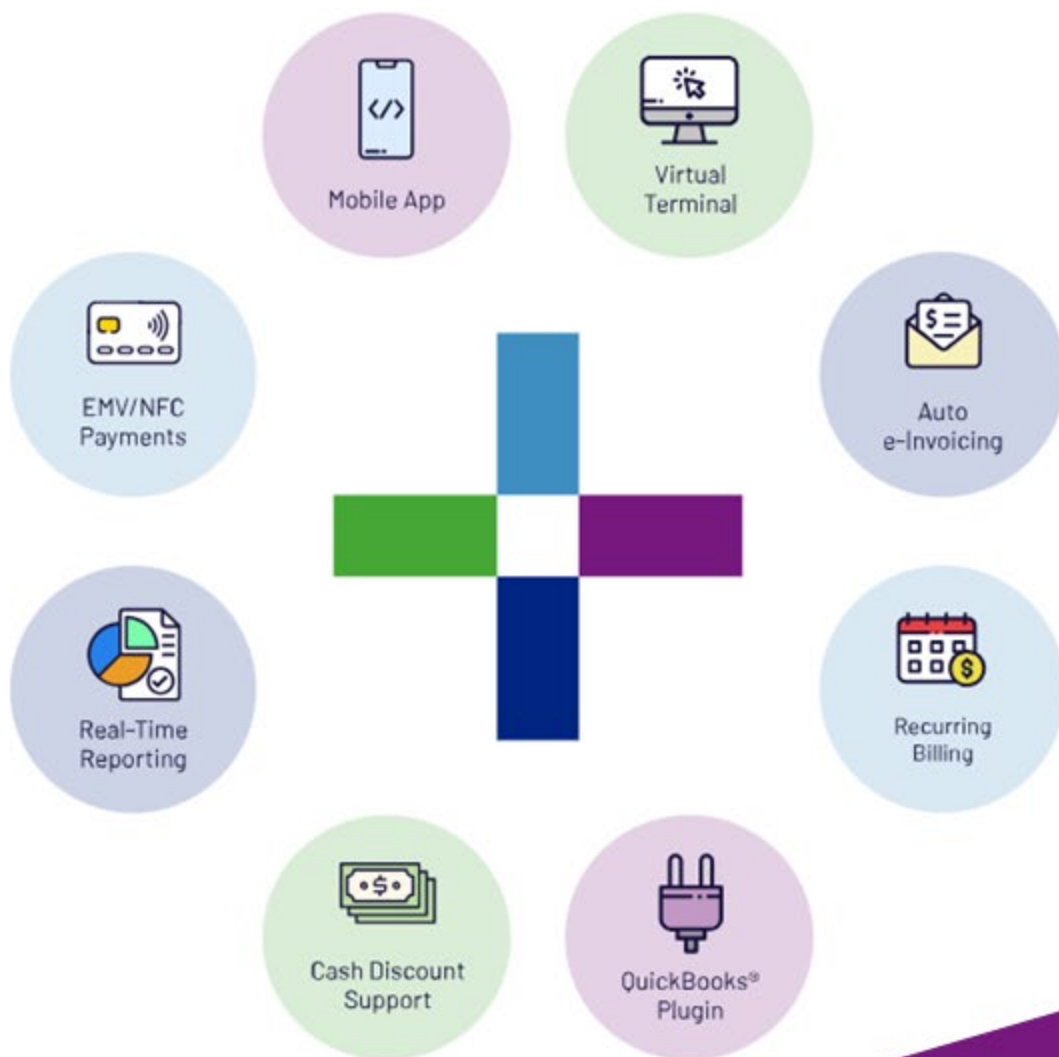 Mobile App
Virtual
Terminal
EMV/NFC
Payments
Auto
e-Invoicing
Real-Time
Reporting
Recurring
Billing
Cash Discount
Support
QuickBooks®
Plugin